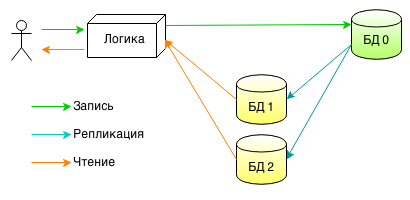 Логика
БД 0
БД 1
БД 2
Запись
Репликация
Чтение